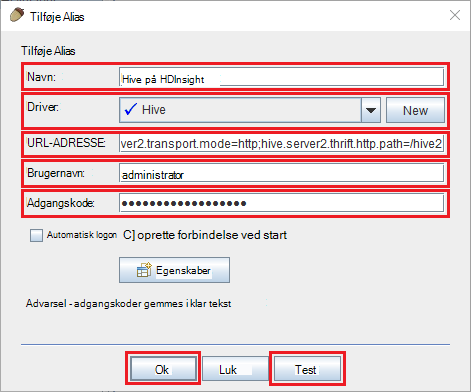 Tilføje Alias
Tilføje Alias
Navn: Hive på HDInsight
Driver: Hive New
URL-ADRESSE: ver2.transport.mode=http;hive.server2.thrift.http.path=/hive2
Brugernavn: administrator
Adgangskode: ●●●●●●●●●●●●●●●●●●
Automatisk logon C] oprette forbindelse ved start
Egenskaber
Advarsel - adgangskoder gemmes i klar tekst
Ok Luk Test